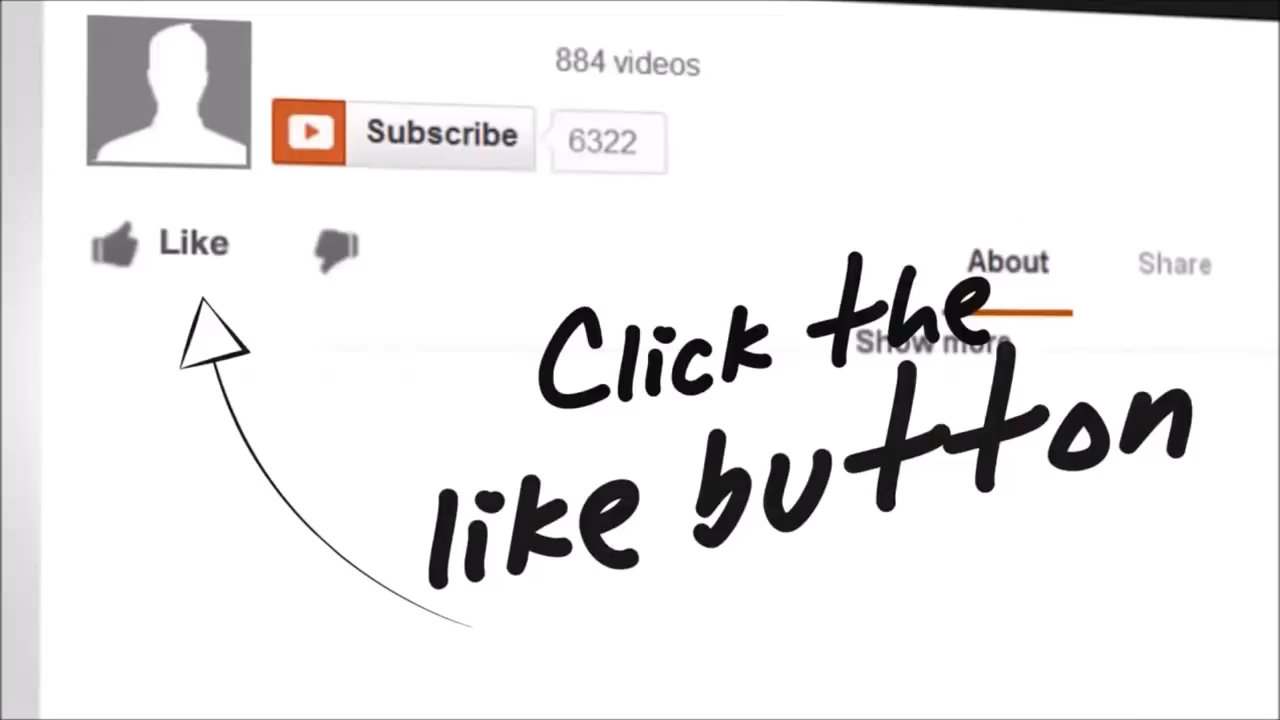 884 videos
Subscribe 6322
Like
About Share
Show more
Click the
like button